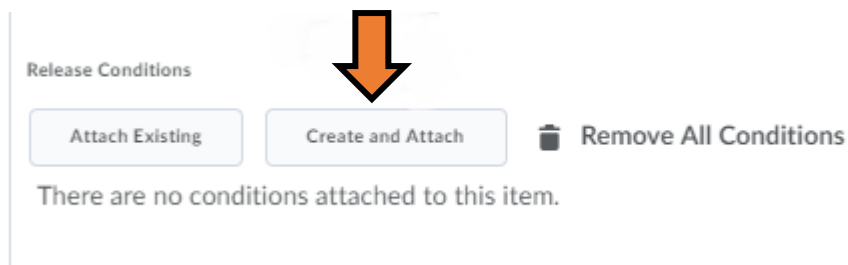 Release Conditions
Attach Existing Create and Attach Remove All Conditions
There are no conditions attached to this item.